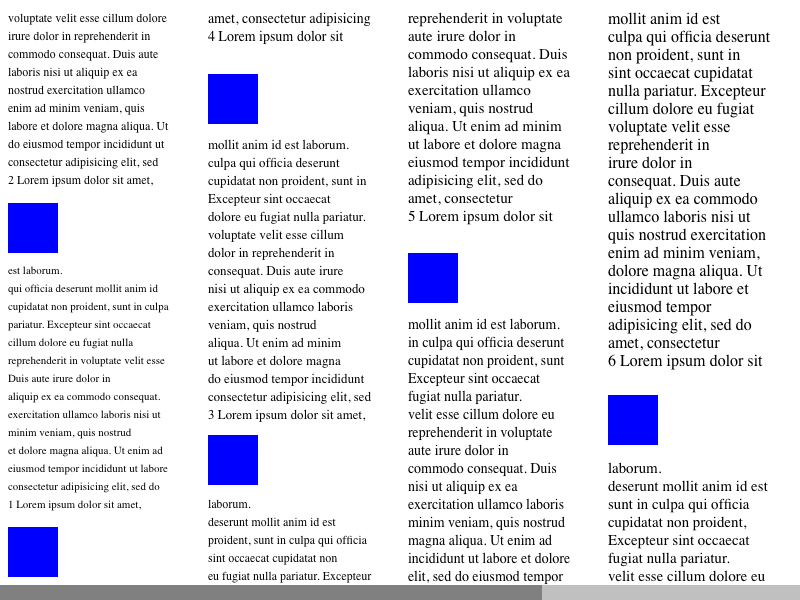 1 Lorem ipsum dolor sit amet,
consectetur adipisicing elit, sed do
eiusmod tempor incididunt ut labore
et dolore magna aliqua. Ut enim ad
minim veniam, quis nostrud
exercitation ullamco laboris nisi ut
aliquip ex ea commodo consequat.
Duis aute irure dolor in
reprehenderit in voluptate velit esse
cillum dolore eu fugiat nulla
pariatur. Excepteur sint occaecat
cupidatat non proident, sunt in culpa
qui officia deserunt mollit anim id
est laborum.
2 Lorem ipsum dolor sit amet,
consectetur adipisicing elit, sed
do eiusmod tempor incididunt ut
labore et dolore magna aliqua. Ut
enim ad minim veniam, quis
nostrud exercitation ullamco
laboris nisi ut aliquip ex ea
commodo consequat. Duis aute
irure dolor in reprehenderit in
voluptate velit esse cillum dolore
eu fugiat nulla pariatur. Excepteur
sint occaecat cupidatat non
proident, sunt in culpa qui officia
deserunt mollit anim id est
laborum.
3 Lorem ipsum dolor sit amet,
consectetur adipisicing elit, sed
do eiusmod tempor incididunt
ut labore et dolore magna
aliqua. Ut enim ad minim
veniam, quis nostrud
exercitation ullamco laboris
nisi ut aliquip ex ea commodo
consequat. Duis aute irure
dolor in reprehenderit in
voluptate velit esse cillum
dolore eu fugiat nulla pariatur.
Excepteur sint occaecat
cupidatat non proident, sunt in
culpa qui officia deserunt
mollit anim id est laborum.
4 Lorem ipsum dolor sit
amet, consectetur adipisicing
elit, sed do eiusmod tempor
incididunt ut labore et dolore
magna aliqua. Ut enim ad
minim veniam, quis nostrud
exercitation ullamco laboris
nisi ut aliquip ex ea
commodo consequat. Duis
aute irure dolor in
reprehenderit in voluptate
velit esse cillum dolore eu
fugiat nulla pariatur.
Excepteur sint occaecat
cupidatat non proident, sunt
in culpa qui officia deserunt
mollit anim id est laborum.
5 Lorem ipsum dolor sit
amet, consectetur
adipisicing elit, sed do
eiusmod tempor incididunt
ut labore et dolore magna
aliqua. Ut enim ad minim
veniam, quis nostrud
exercitation ullamco
laboris nisi ut aliquip ex ea
commodo consequat. Duis
aute irure dolor in
reprehenderit in voluptate
velit esse cillum dolore eu
fugiat nulla pariatur.
Excepteur sint occaecat
cupidatat non proident,
sunt in culpa qui officia
deserunt mollit anim id est
laborum.
6 Lorem ipsum dolor sit
amet, consectetur
adipisicing elit, sed do
eiusmod tempor
incididunt ut labore et
dolore magna aliqua. Ut
enim ad minim veniam,
quis nostrud exercitation
ullamco laboris nisi ut
aliquip ex ea commodo
consequat. Duis aute
irure dolor in
reprehenderit in
voluptate velit esse
cillum dolore eu fugiat
nulla pariatur. Excepteur
sint occaecat cupidatat
non proident, sunt in
culpa qui officia deserunt
mollit anim id est